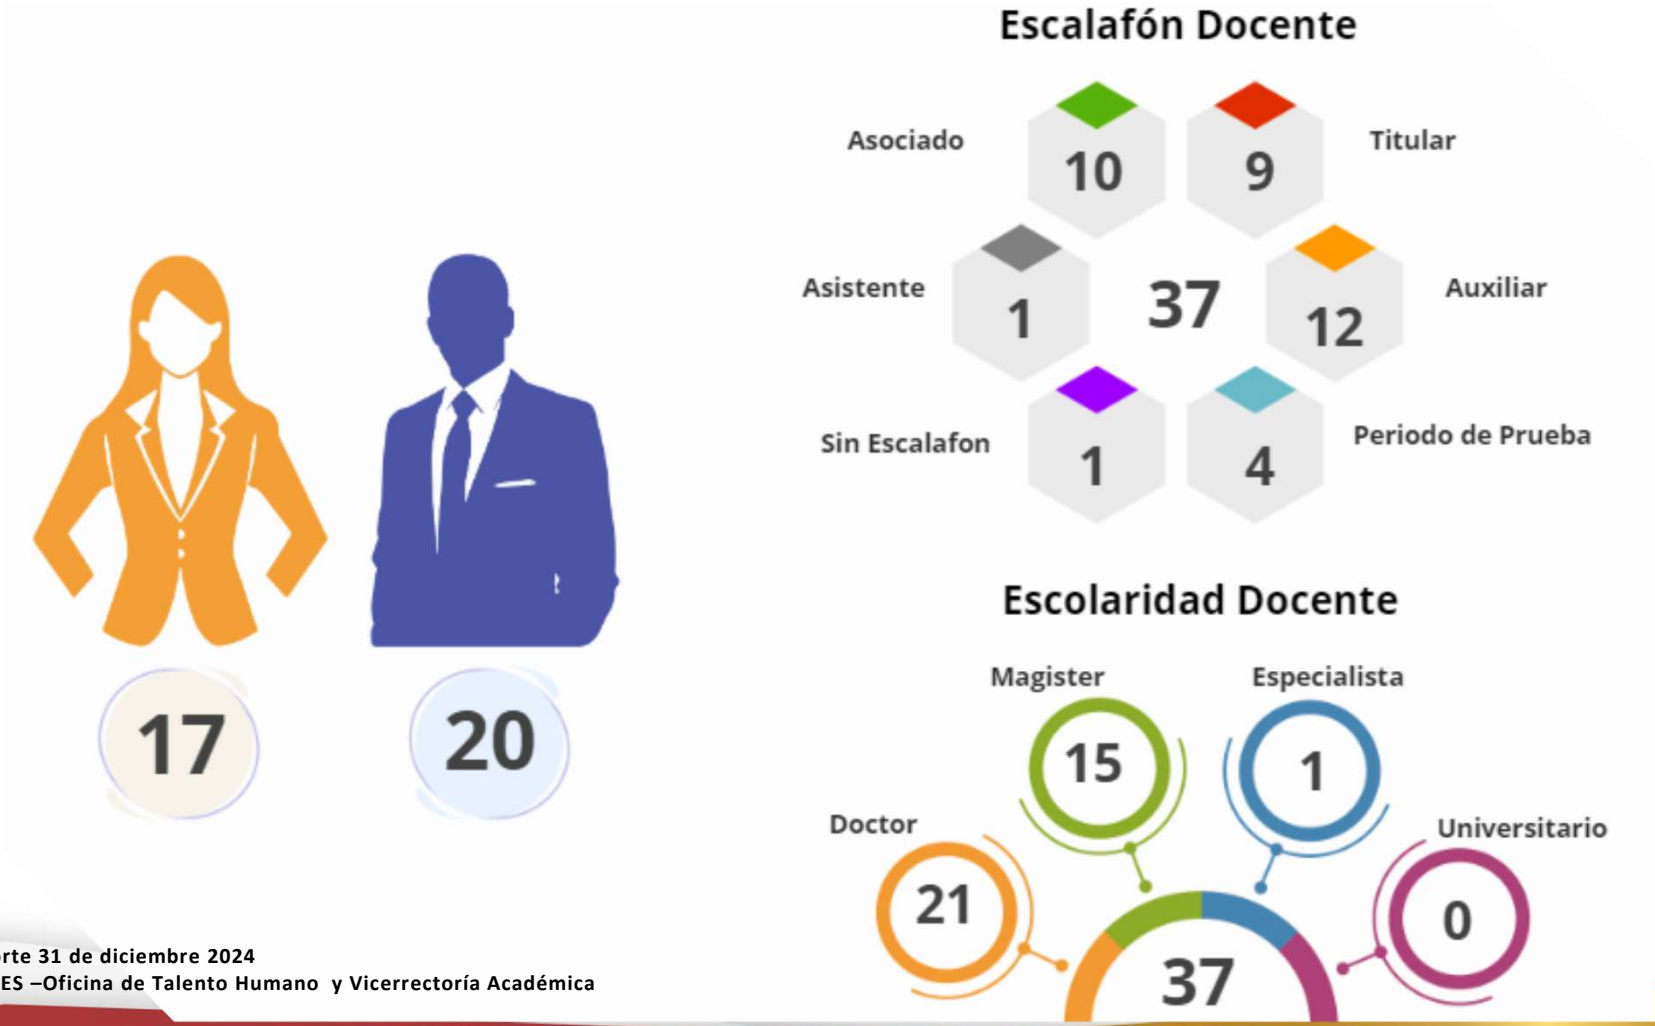 Escalafón Docente
Asociado
10
9
Titular
Asistente
1
37
12
Auxiliar
Sin Escalafon
1
4
Periodo de Prueba
17
20
Escolaridad Docente
Magister
Especialista
15
1
Doctor
Universitario
21
0
37
31 de diciembre 2024
–Oficina de Talento Humano y Vicerrectoría Académica